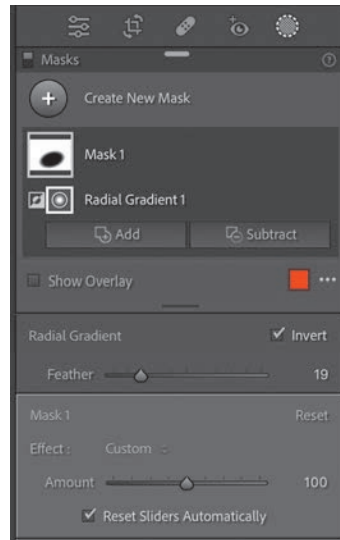 Masks
Create New Mask
Mask 1
Radial Gradient 1
Add Subtract
Show Overlay
Radial Gradient Invert
Feather 19
Mask 1 Reset
Effect : Custom
Amount 100
Reset Sliders Automatically